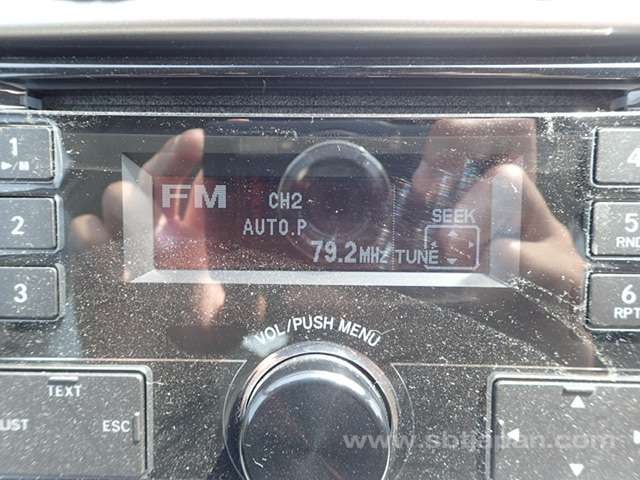 1
2
3
FM
CH2
AUTO.P
79.2MHz
SEEK
TUNE
4
5
RND
6
RPT
VOL/PUSH MENU
TEXT
ESC
www.sbtjapan.com